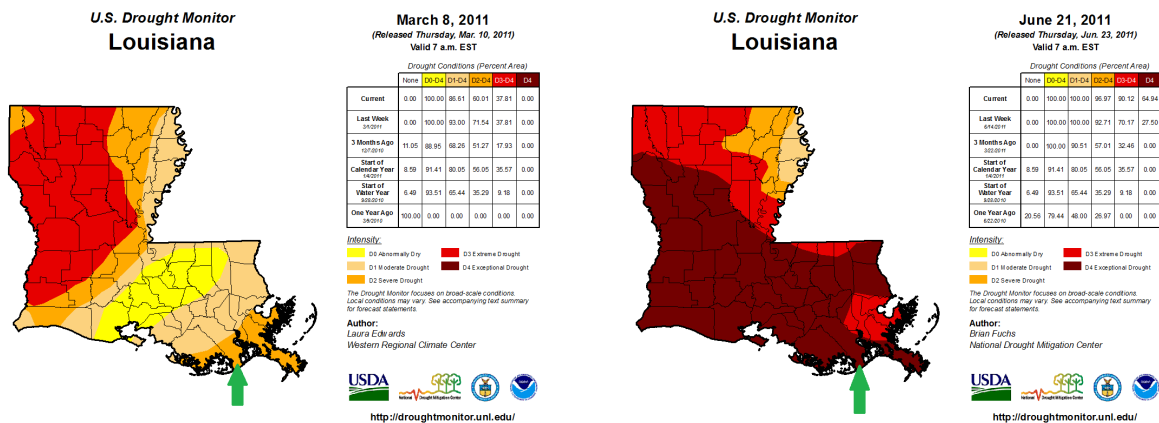 U.S. Drought Monitor
Louisiana
March 8, 2011
(Released Thursday, Mar. 10, 2011)
Valid 7 a.m. EST
Drought Conditions (Percent Area)
None D0-D4 D1-D4 D2-D4 D3-D4 D4
Current 0.00 100.00 86.61 60.01 37.81 0.00
Last Week 3/1/2011 0.00 100.00 93.00 71.54 37.81 0.00
3 Months Ago 12/7/2010 11.05 88.95 68.26 51.27 17.93 0.00
Start of Calendar Year 1/4/2011 8.59 91.41 80.05 56.05 35.57 0.00
Start of Water Year 9/28/2010 6.49 93.51 65.44 35.29 9.18 0.00
One Year Ago 3/9/2010 100.00 0.00 0.00 0.00 0.00 0.00
Intensity:
D0 Abnormally Dry D3 Extreme Drought
D1 Moderate Drought D4 Exceptional Drought
D2 Severe Drought
The Drought Monitor focuses on broad-scale conditions.
Local conditions may vary. See accompanying text summary
for forecast statements.
Author:
Laura Edwards
Western Regional Climate Center
USDA
National Drought Mitigation Center
http://droughtmonitor.unl.edu/
U.S. Drought Monitor
Louisiana
June 21, 2011
(Released Thursday, Jun. 23, 2011)
Valid 7 a.m. EST
Drought Conditions (Percent Area)
None D0-D4 D1-D4 D2-D4 D3-D4 D4
Current 0.00 100.00 100.00 96.97 90.12 64.94
Last Week 6/14/2011 0.00 100.00 100.00 92.71 70.17 27.50
3 Months Ago 3/22/2011 0.00 100.00 90.51 57.01 32.46 0.00
Start of Calendar Year 1/4/2011 8.59 91.41 80.05 56.05 35.57 0.00
Start of Water Year 9/28/2010 6.49 93.51 65.44 35.29 9.18 0.00
One Year Ago 6/22/2010 20.56 79.44 48.00 26.97 0.00 0.00
Intensity:
D0 Abnormally Dry D3 Extreme Drought
D1 Moderate Drought D4 Exceptional Drought
D2 Severe Drought
The Drought Monitor focuses on broad-scale conditions.
Local conditions may vary. See accompanying text summary
for forecast statements.
Author:
Brian Fuchs
National Drought Mitigation Center
USDA
National Drought Mitigation Center
http://droughtmonitor.unl.edu/